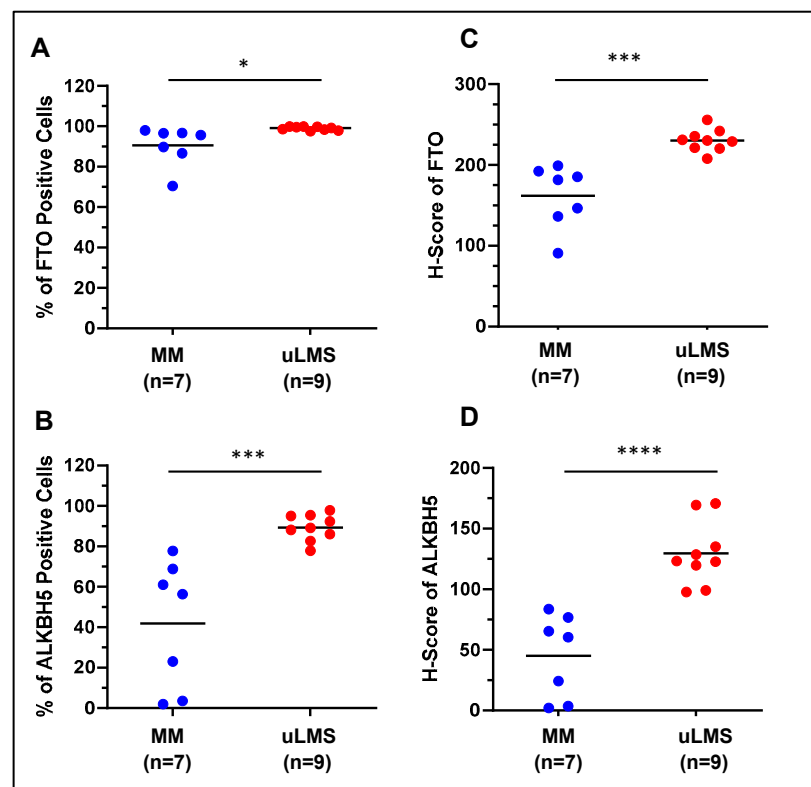 A
*
% of FTO Positive Cells
120
100
80
60
40
20
0
MM
(n=7)
uLMS
(n=9)
C
***
H-Score of FTO
300
200
100
0
MM
(n=7)
uLMS
(n=9)
B
***
% of ALKBH5 Positive Cells
120
100
80
60
40
20
0
MM
(n=7)
uLMS
(n=9)
D
****
H-Score of ALKBH5
200
150
100
50
0
MM
(n=7)
uLMS
(n=9)